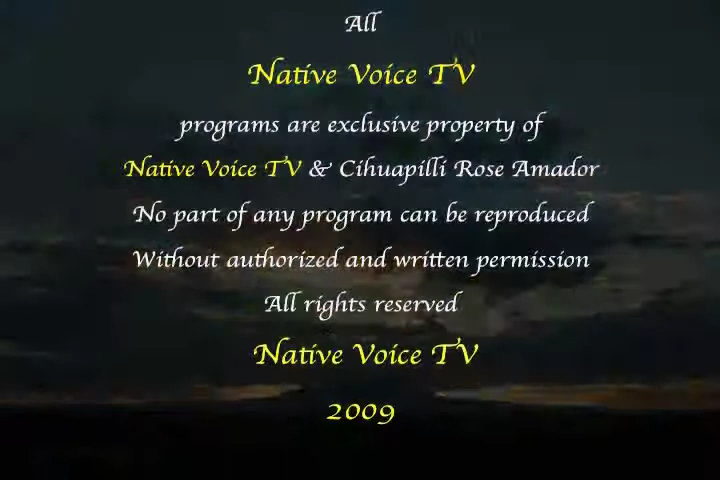 All
Native Voice TV
programs are exclusive property of
Native Voice TV & Cihuapilli Rose Amador
No part of any program can be reproduced
Without authorized and written permission
All rights reserved
Native Voice TV
2009